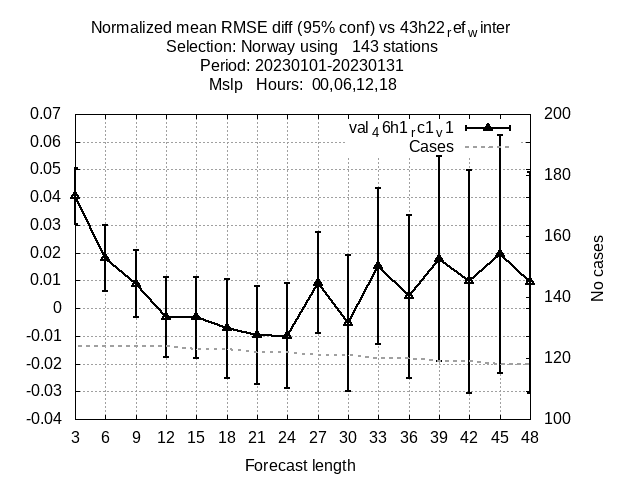 Normalized mean RMSE diff (95% conf) vs 43h22refwinter
Selection: Norway using   143 stations
Period: 20230101-20230131
Mslp   Hours:  00,06,12,18
0.07
0.06
0.05
0.04
0.03
0.02
0.01
0
-0.01
-0.02
-0.03
-0.04
val46h1rc1v1
Cases
200
180
160
140
120
100
No cases
3 6 9 12 15 18 21 24 27 30 33 36 39 42 45 48
Forecast length